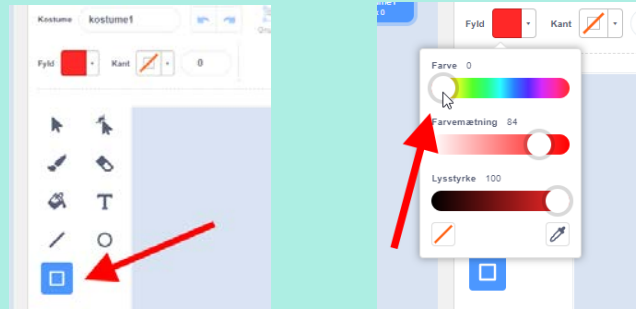 Kostume kostume1
Fyld Kant 0
T
Fyld Kant
Farve 0
Farvemætning 84
Lysstyrke 100